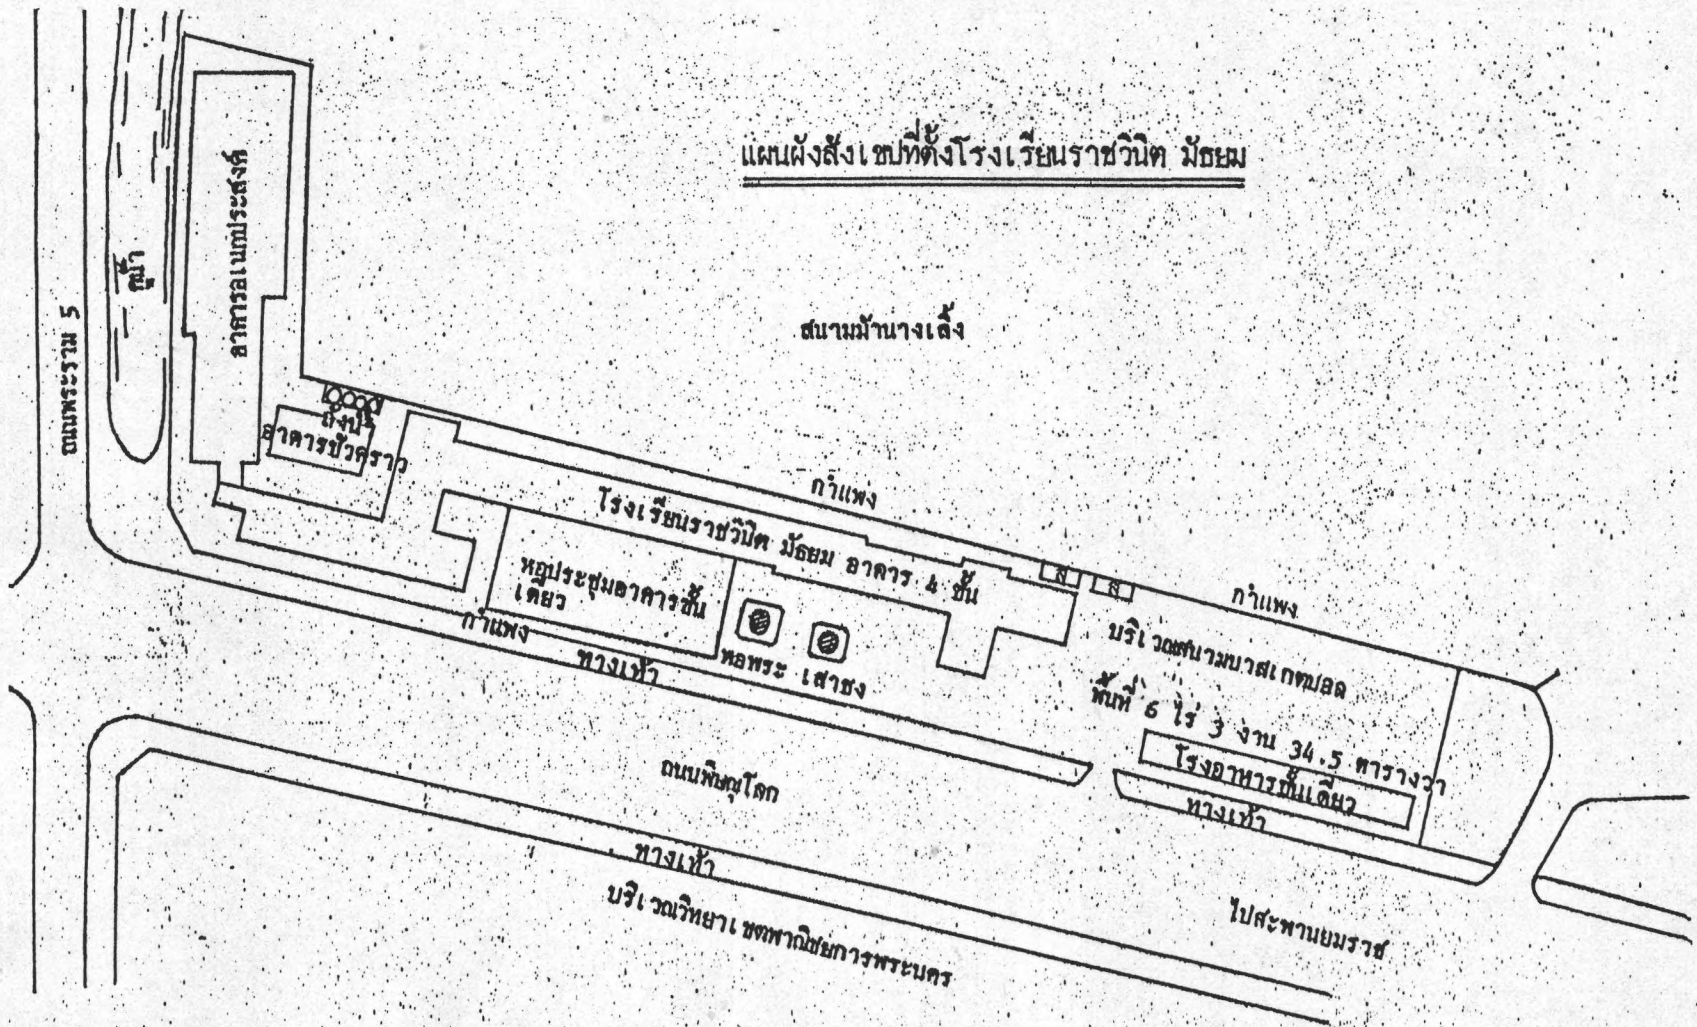 แผนผังสังเขปที่ตั้งโรงเรียนราชวินิต มัธยม
สนามม้านางเลิ้ง
ถนนพระราม 5
คูน้ำ
อาคารอเนกประสงค์
ถังน้ำ
อาคารชั่วคราว
กำแพง
โรงเรียนราชวินิต มัธยม อาคาร 4 ชั้น
ส
ส
กำแพง
หอประชุมอาคารชั้น
เดียว
กำแพง
ทางเท้า
หอพระ เสาธง
บริเวณสนามบาสเกตบอล
พื้นที่ 6 ไร่ 3 งาน 34.5 ตารางวา
โรงอาหารชั้นเดียว
ทางเท้า
ถนนพิษณุโลก
ทางเท้า
บริเวณวิทยาเขตพาณิชยการพระนคร
ไปสะพานยมราช